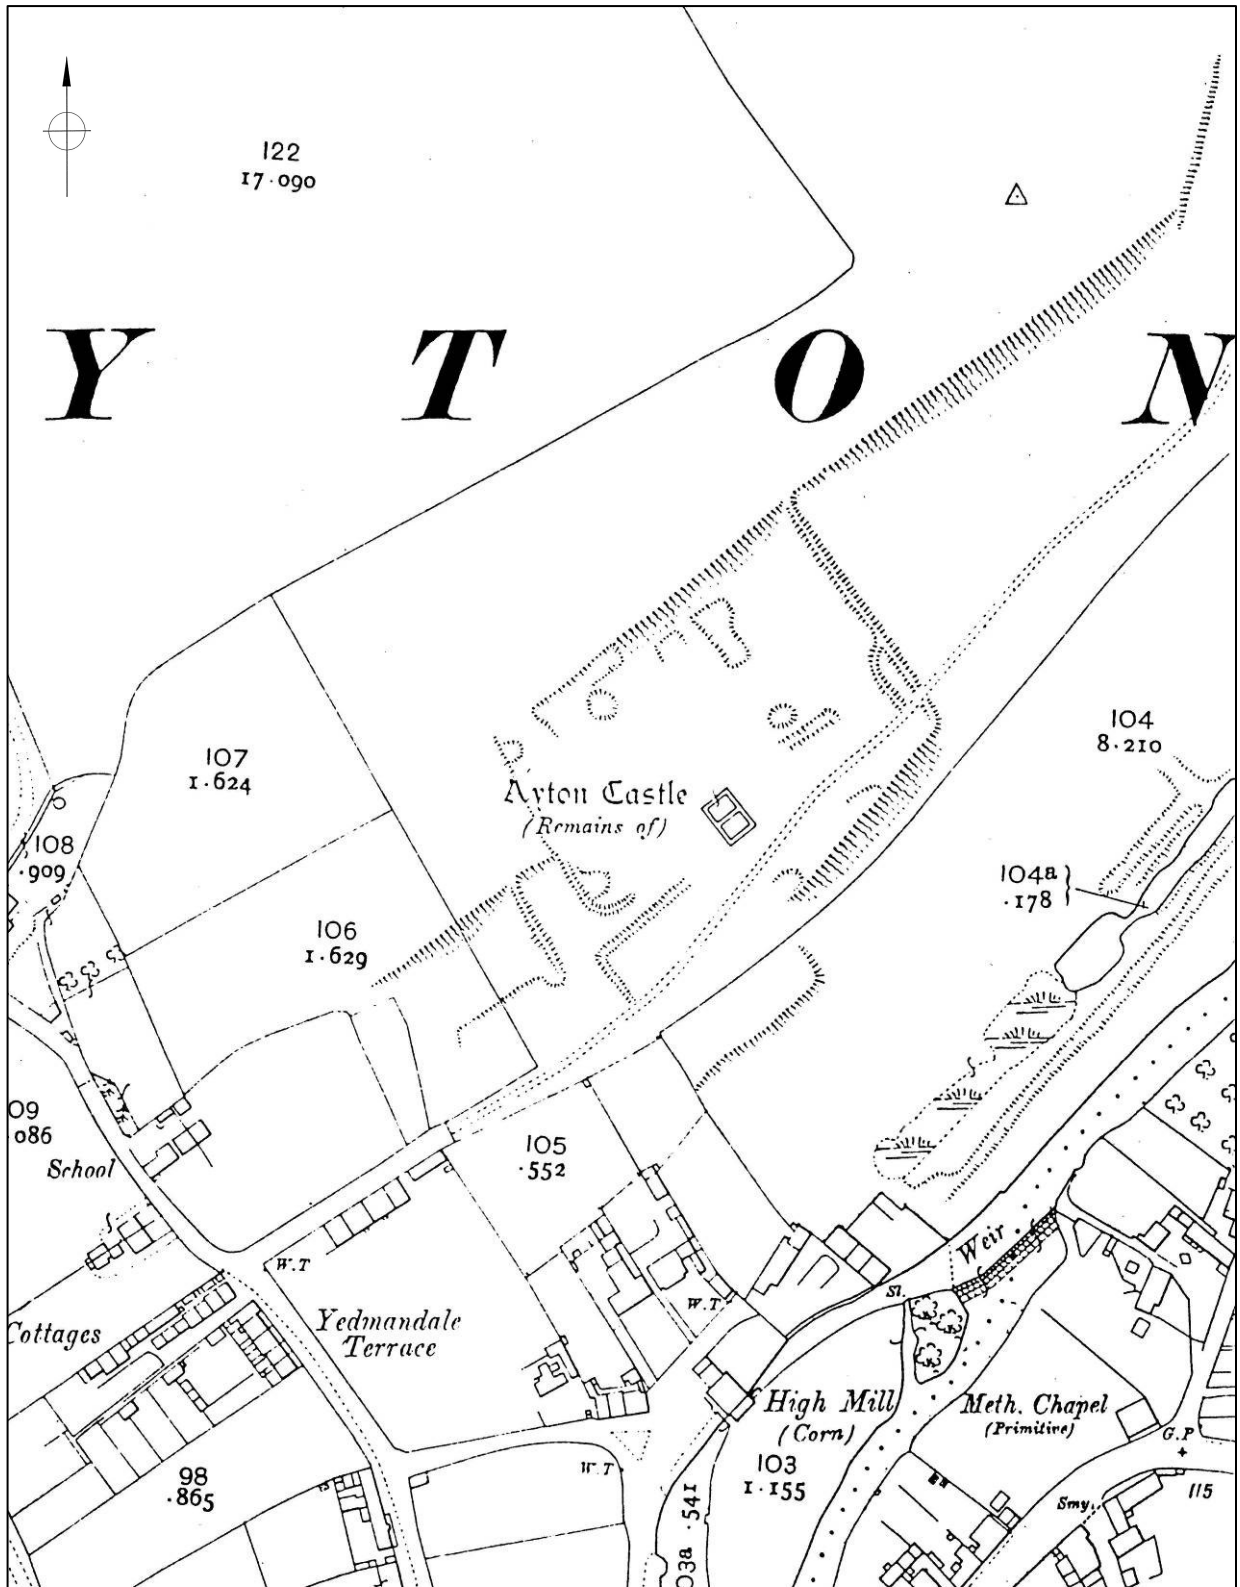 122
17·090
Y T O N
107
1·624
Ayton Castle
(Remains of)
104
8·210
108
·909
104a
·178
106
1·629
09
·086
School
105
·552
W.T
Weir
Sl.
W.T
Cottages
Yedmandale
Terrace
High Mill
(Corn)
Meth. Chapel
(Primitive)
G.P
103
1·155
W.T
98
·865
Smy.
115
03a ·541